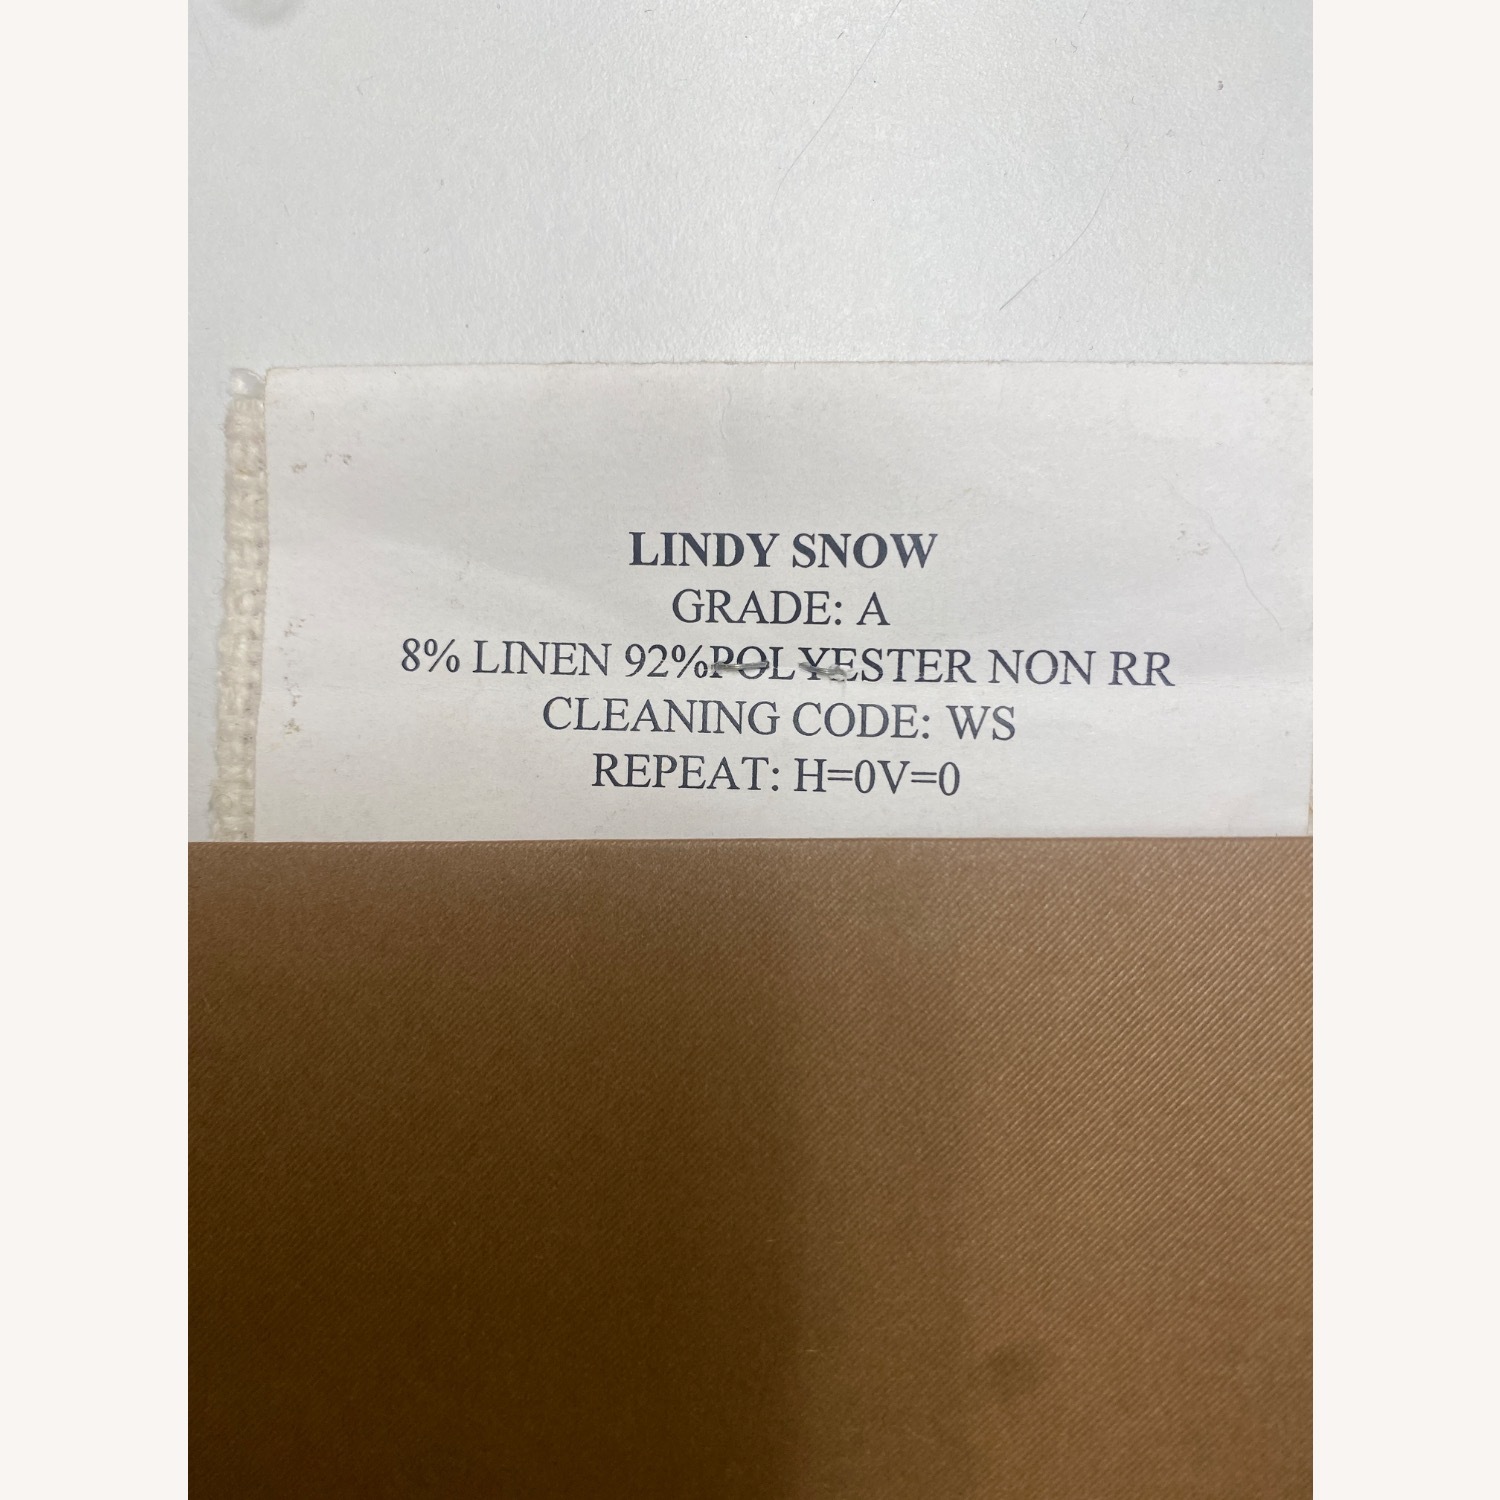 LINDY SNOW
GRADE: A
8% LINEN 92%POLYESTER NON RR
CLEANING CODE: WS
REPEAT: H=0V=0